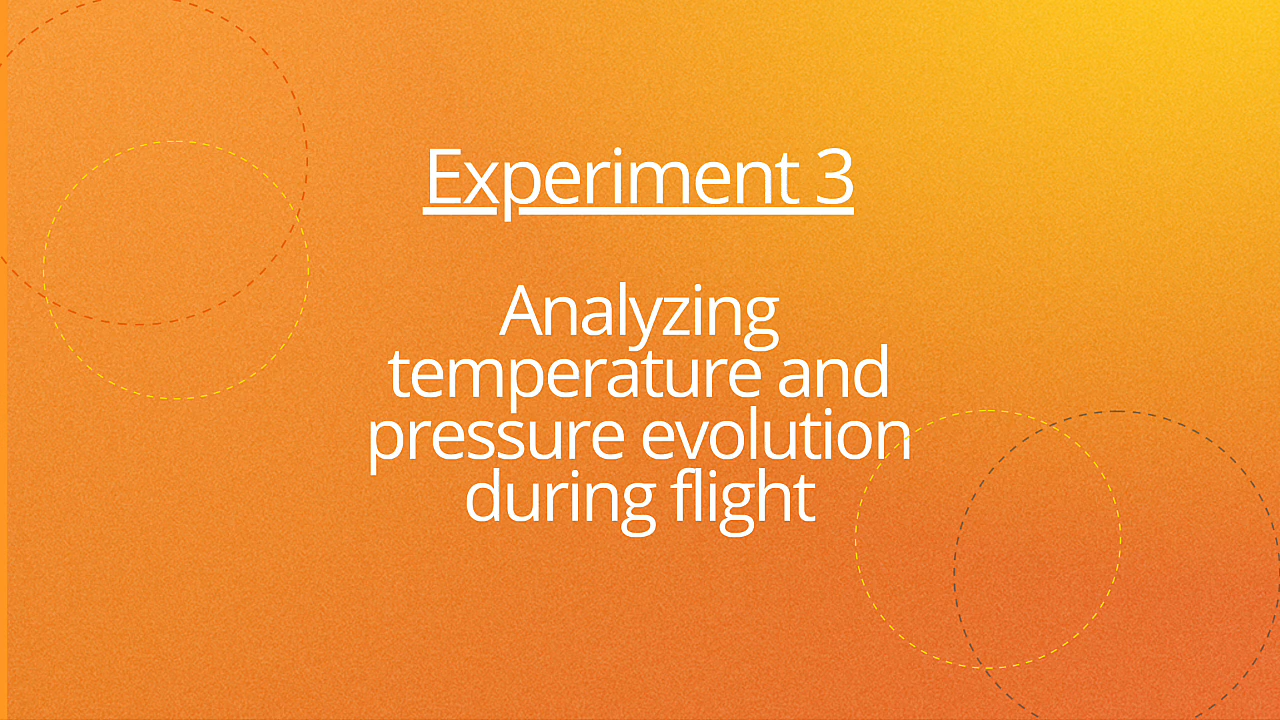 Experiment 3
Analyzing
temperature and
pressure evolution
during flight